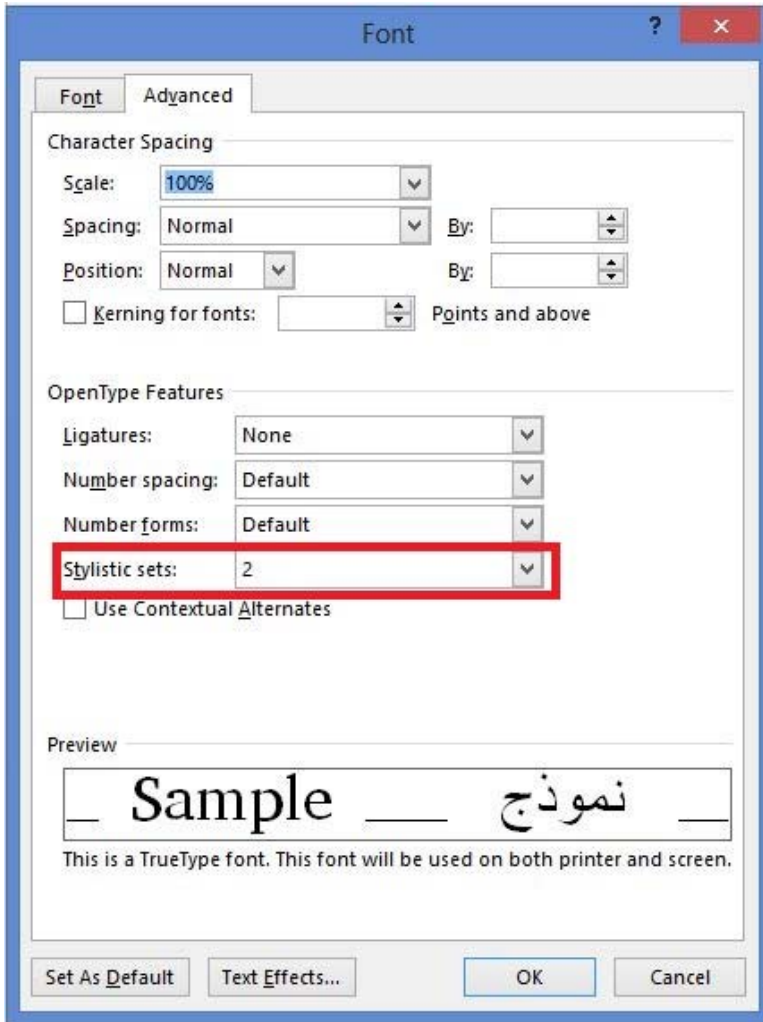 Font ?
Font Advanced
Character Spacing
Scale: 100%
Spacing: Normal By:
Position: Normal By:
Kerning for fonts: Points and above
OpenType Features
Ligatures: None
Number spacing: Default
Number forms: Default
Stylistic sets: 2
Use Contextual Alternates
Preview
Sample نموذج
This is a TrueType font. This font will be used on both printer and screen.
Set As Default Text Effects... OK Cancel